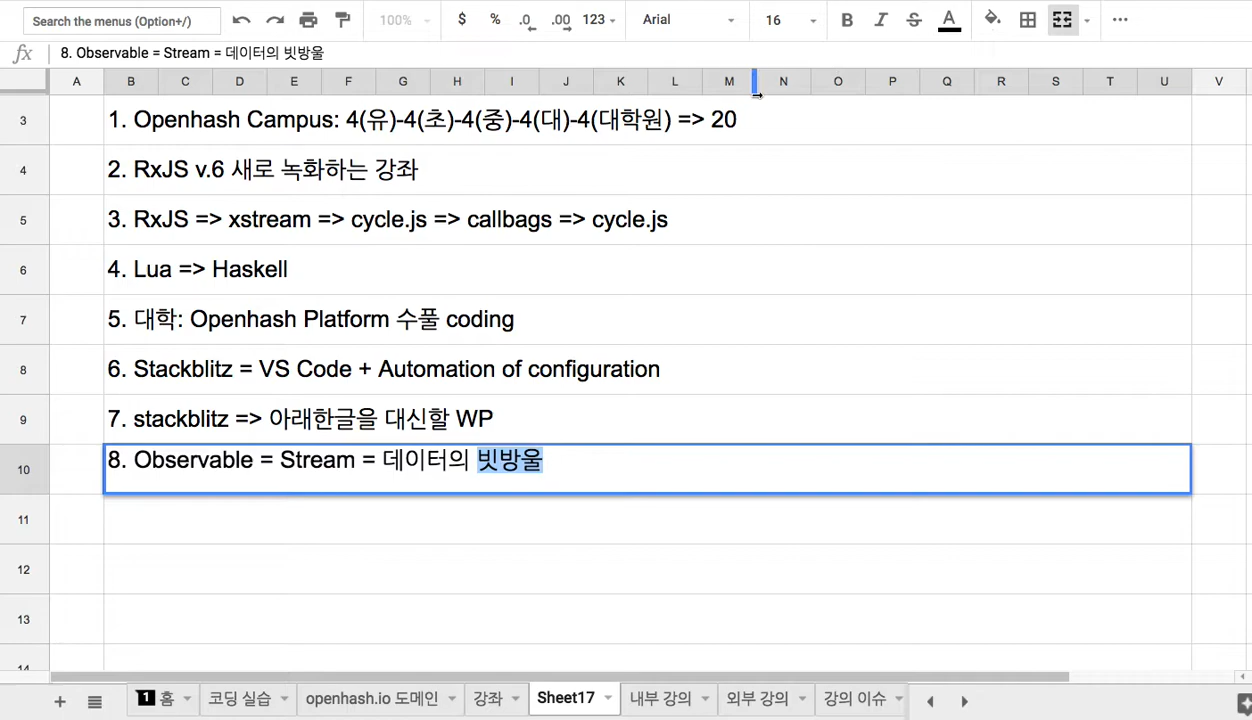 Search the menus (Option+/)
100%
$ % .0 .00 123
Arial
16
B I S A
fx 8. Observable = Stream = 데이터의 빗방울
A B C D E F G H I J K L M N O P Q R S T U V
3 1. Openhash Campus: 4(유)-4(초)-4(중)-4(대)-4(대학원) => 20
4 2. RxJS v.6 새로 녹화하는 강좌
5 3. RxJS => xstream => cycle.js => callbags => cycle.js
6 4. Lua => Haskell
7 5. 대학: Openhash Platform 수풀 coding
8 6. Stackblitz = VS Code + Automation of configuration
9 7. stackblitz => 아래한글을 대신할 WP
10 8. Observable = Stream = 데이터의 빗방울
11
12
13
14
1 홈 코딩 실습 openhash.io 도메인 강좌 Sheet17 내부 강의 외부 강의 강의 이슈